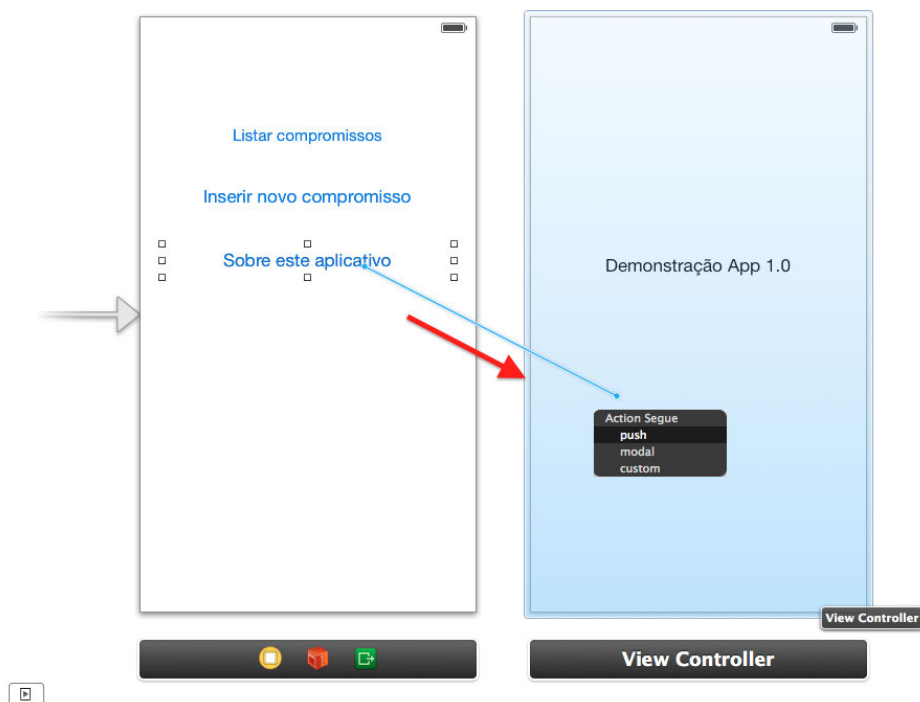 Listar compromissos
Inserir novo compromisso
Sobre este aplicativo
Demonstração App 1.0
Action Segue
push
modal
custom
View Controller
View Controller